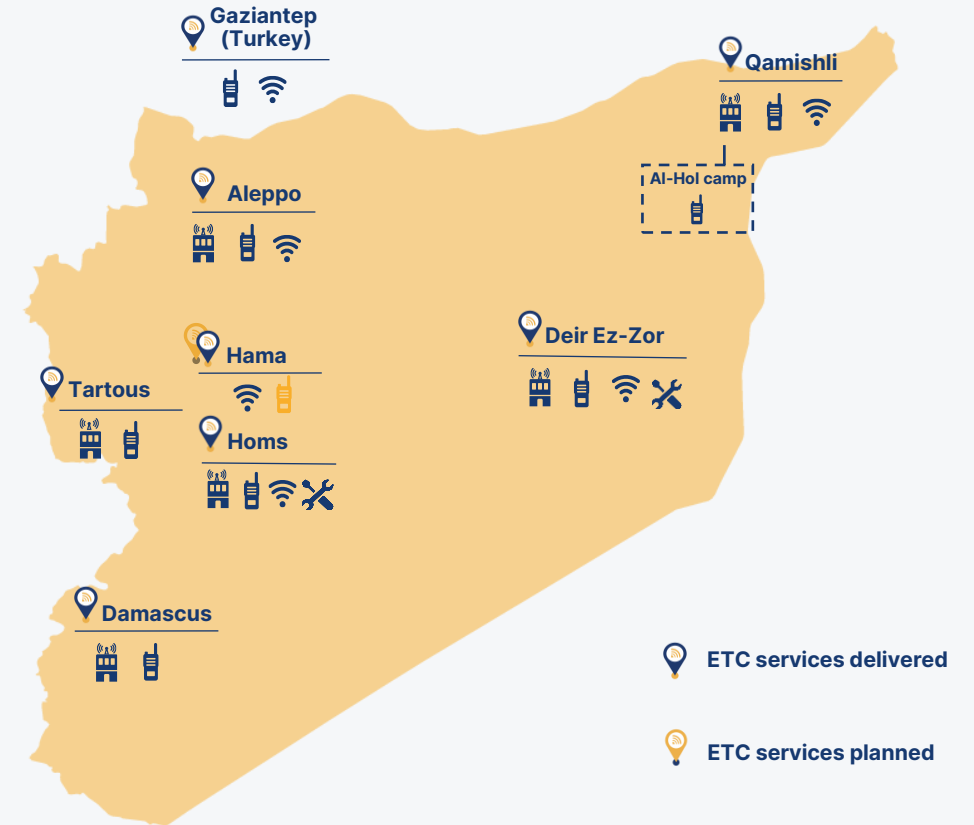 Gaziantep
(Turkey)
Qamishli
Al-Hol camp
Aleppo
Deir Ez-Zor
Hama
Tartous
Homs
Damascus
ETC services delivered
ETC services planned